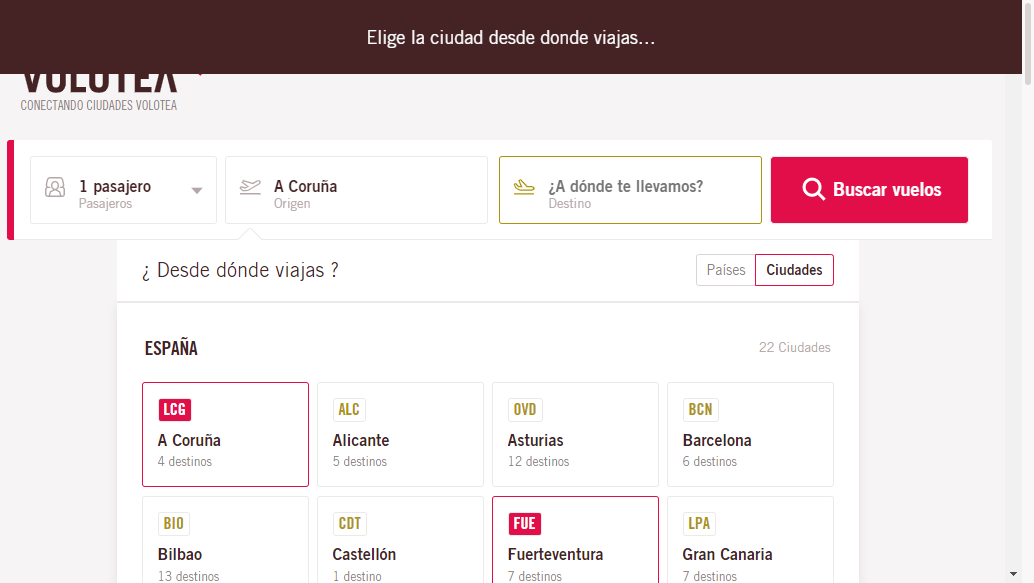 Elige la ciudad desde donde viajas...
VOLOTEA
CONECTANDO CIUDADES VOLOTEA
1 pasajero
Pasajeros
A Coruña
Origen
¿A dónde te llevamos?
Destino
Buscar vuelos
¿ Desde dónde viajas ?
Países
Ciudades
ESPAÑA
22 Ciudades
LCG
A Coruña
4 destinos
ALC
Alicante
5 destinos
OVD
Asturias
12 destinos
BCN
Barcelona
6 destinos
BIO
Bilbao
13 destinos
CDT
Castellón
1 destino
FUE
Fuerteventura
7 destinos
LPA
Gran Canaria
7 destinos